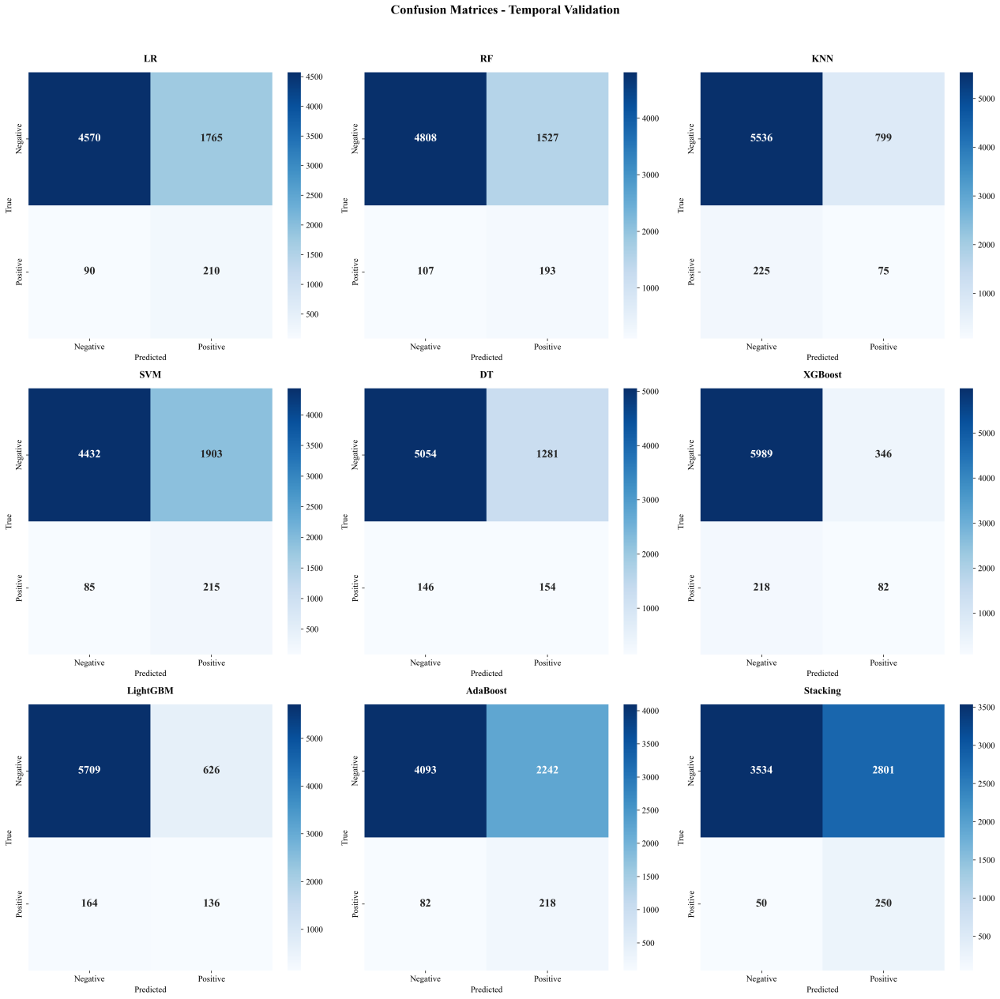 Confusion Matrices - Temporal Validation
LR
Negative
Positive
True
4570
1765
90
210
Negative
Positive
Predicted
4500
4000
3500
3000
2500
2000
1500
1000
500
RF
Negative
Positive
True
4808
1527
107
193
Negative
Positive
Predicted
4000
3000
2000
1000
KNN
Negative
Positive
True
5536
799
225
75
Negative
Positive
Predicted
5000
4000
3000
2000
1000
SVM
Negative
Positive
True
4432
1903
85
215
Negative
Positive
Predicted
4000
3500
3000
2500
2000
1500
1000
500
DT
Negative
Positive
True
5054
1281
146
154
Negative
Positive
Predicted
5000
4000
3000
2000
1000
XGBoost
Negative
Positive
True
5989
346
218
82
Negative
Positive
Predicted
5000
4000
3000
2000
1000
LightGBM
Negative
Positive
True
5709
626
164
136
Negative
Positive
Predicted
5000
4000
3000
2000
1000
AdaBoost
Negative
Positive
True
4093
2242
82
218
Negative
Positive
Predicted
4000
3500
3000
2500
2000
1500
1000
500
Stacking
Negative
Positive
True
3534
2801
50
250
Negative
Positive
Predicted
3500
3000
2500
2000
1500
1000
500